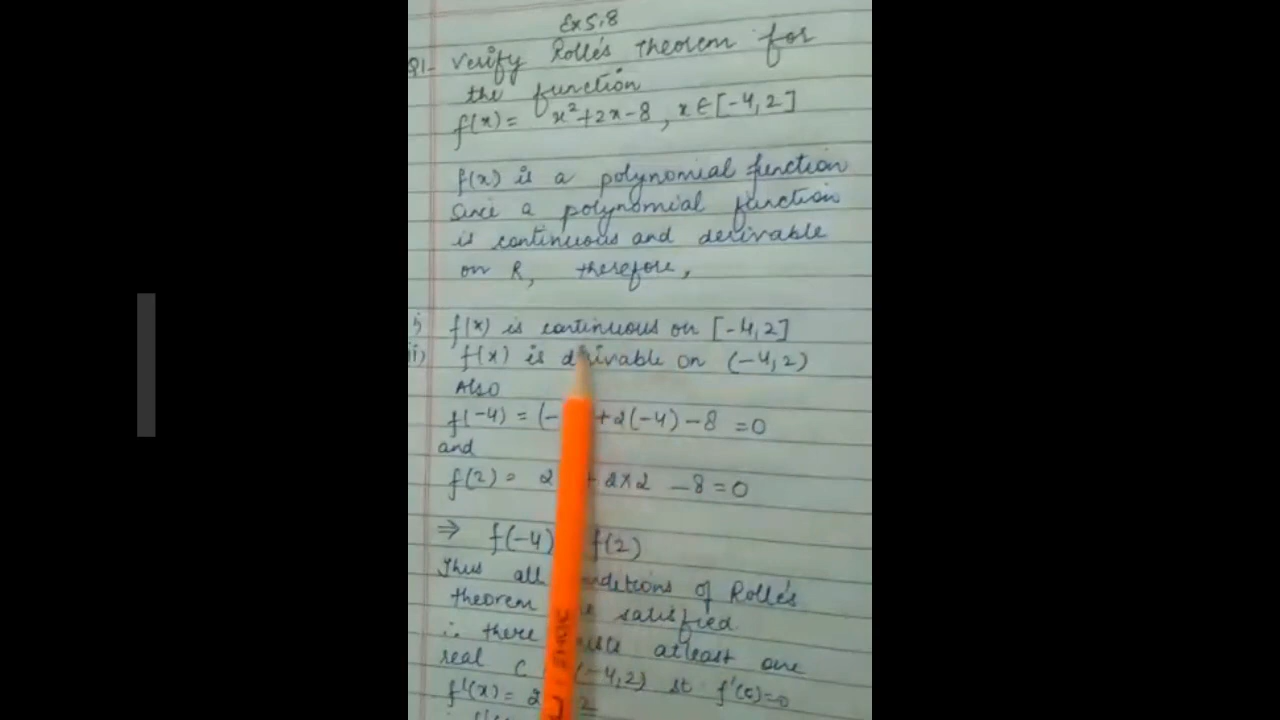 Ex 5.8
Q1- Verify Rolle's Theorem for
the function
f(x) = x²+2x-8, x ∈ [-4,2]
f(x) is a polynomial function
Since a polynomial function
is continuous and derivable
on R, therefore,
i) f(x) is continuous on [-4,2]
ii) f(x) is derivable on (-4,2)
Also
f(-4) = (- +2(-4) -8 =0
and
f(2) = 2 + 2x2 -8=0
⇒ f(-4) f(2)
Thus all conditions of Rolle's
theorem satisfied
∴ there atleast one
real c (-4,2) st f'(c)=0
f'(x) = 2 2